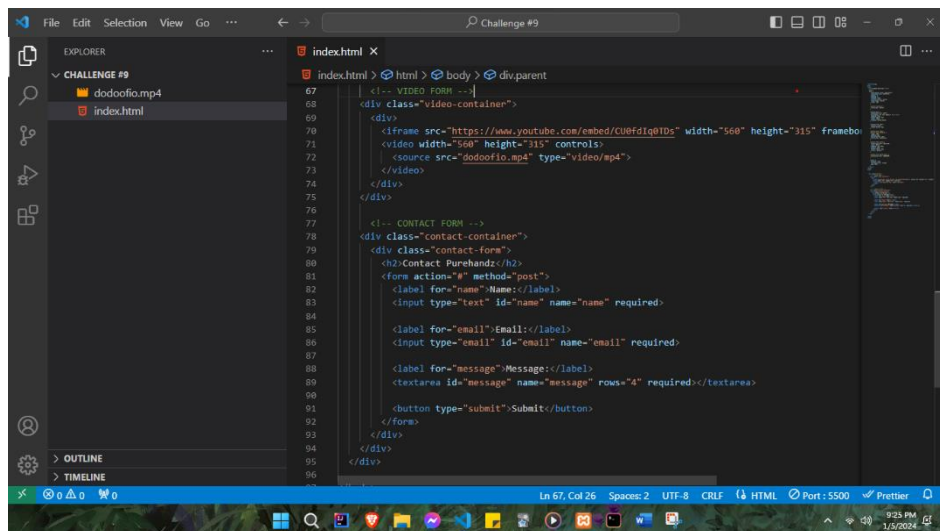 File Edit Selection View Go ···
Challenge #9
EXPLORER
···
CHALLENGE #9
dodoofio.mp4
index.html
OUTLINE
TIMELINE
index.html
index.html > html > body > div.parent
67 <!-- VIDEO FORM -->
68 <div class="video-container">
69 <div>
70 <iframe src="https://www.youtube.com/embed/CU0fdIq0TDs" width="560" height="315" framebo
71 <video width="560" height="315" controls>
72 <source src="dodoofio.mp4" type="video/mp4">
73 </video>
74 </div>
75 </div>
76
77 <!-- CONTACT FORM -->
78 <div class="contact-container">
79 <div class="contact-form">
80 <h2>Contact Purehandz</h2>
81 <form action="#" method="post">
82 <label for="name">Name:</label>
83 <input type="text" id="name" name="name" required>
84
85 <label for="email">Email:</label>
86 <input type="email" id="email" name="email" required>
87
88 <label for="message">Message:</label>
89 <textarea id="message" name="message" rows="4" required></textarea>
90
91 <button type="submit">Submit</button>
92 </form>
93 </div>
94 </div>
95 </div>
96
0 0 0 Ln 67, Col 26 Spaces: 2 UTF-8 CRLF HTML Port : 5500 Prettier
9:25 PM
1/5/2024